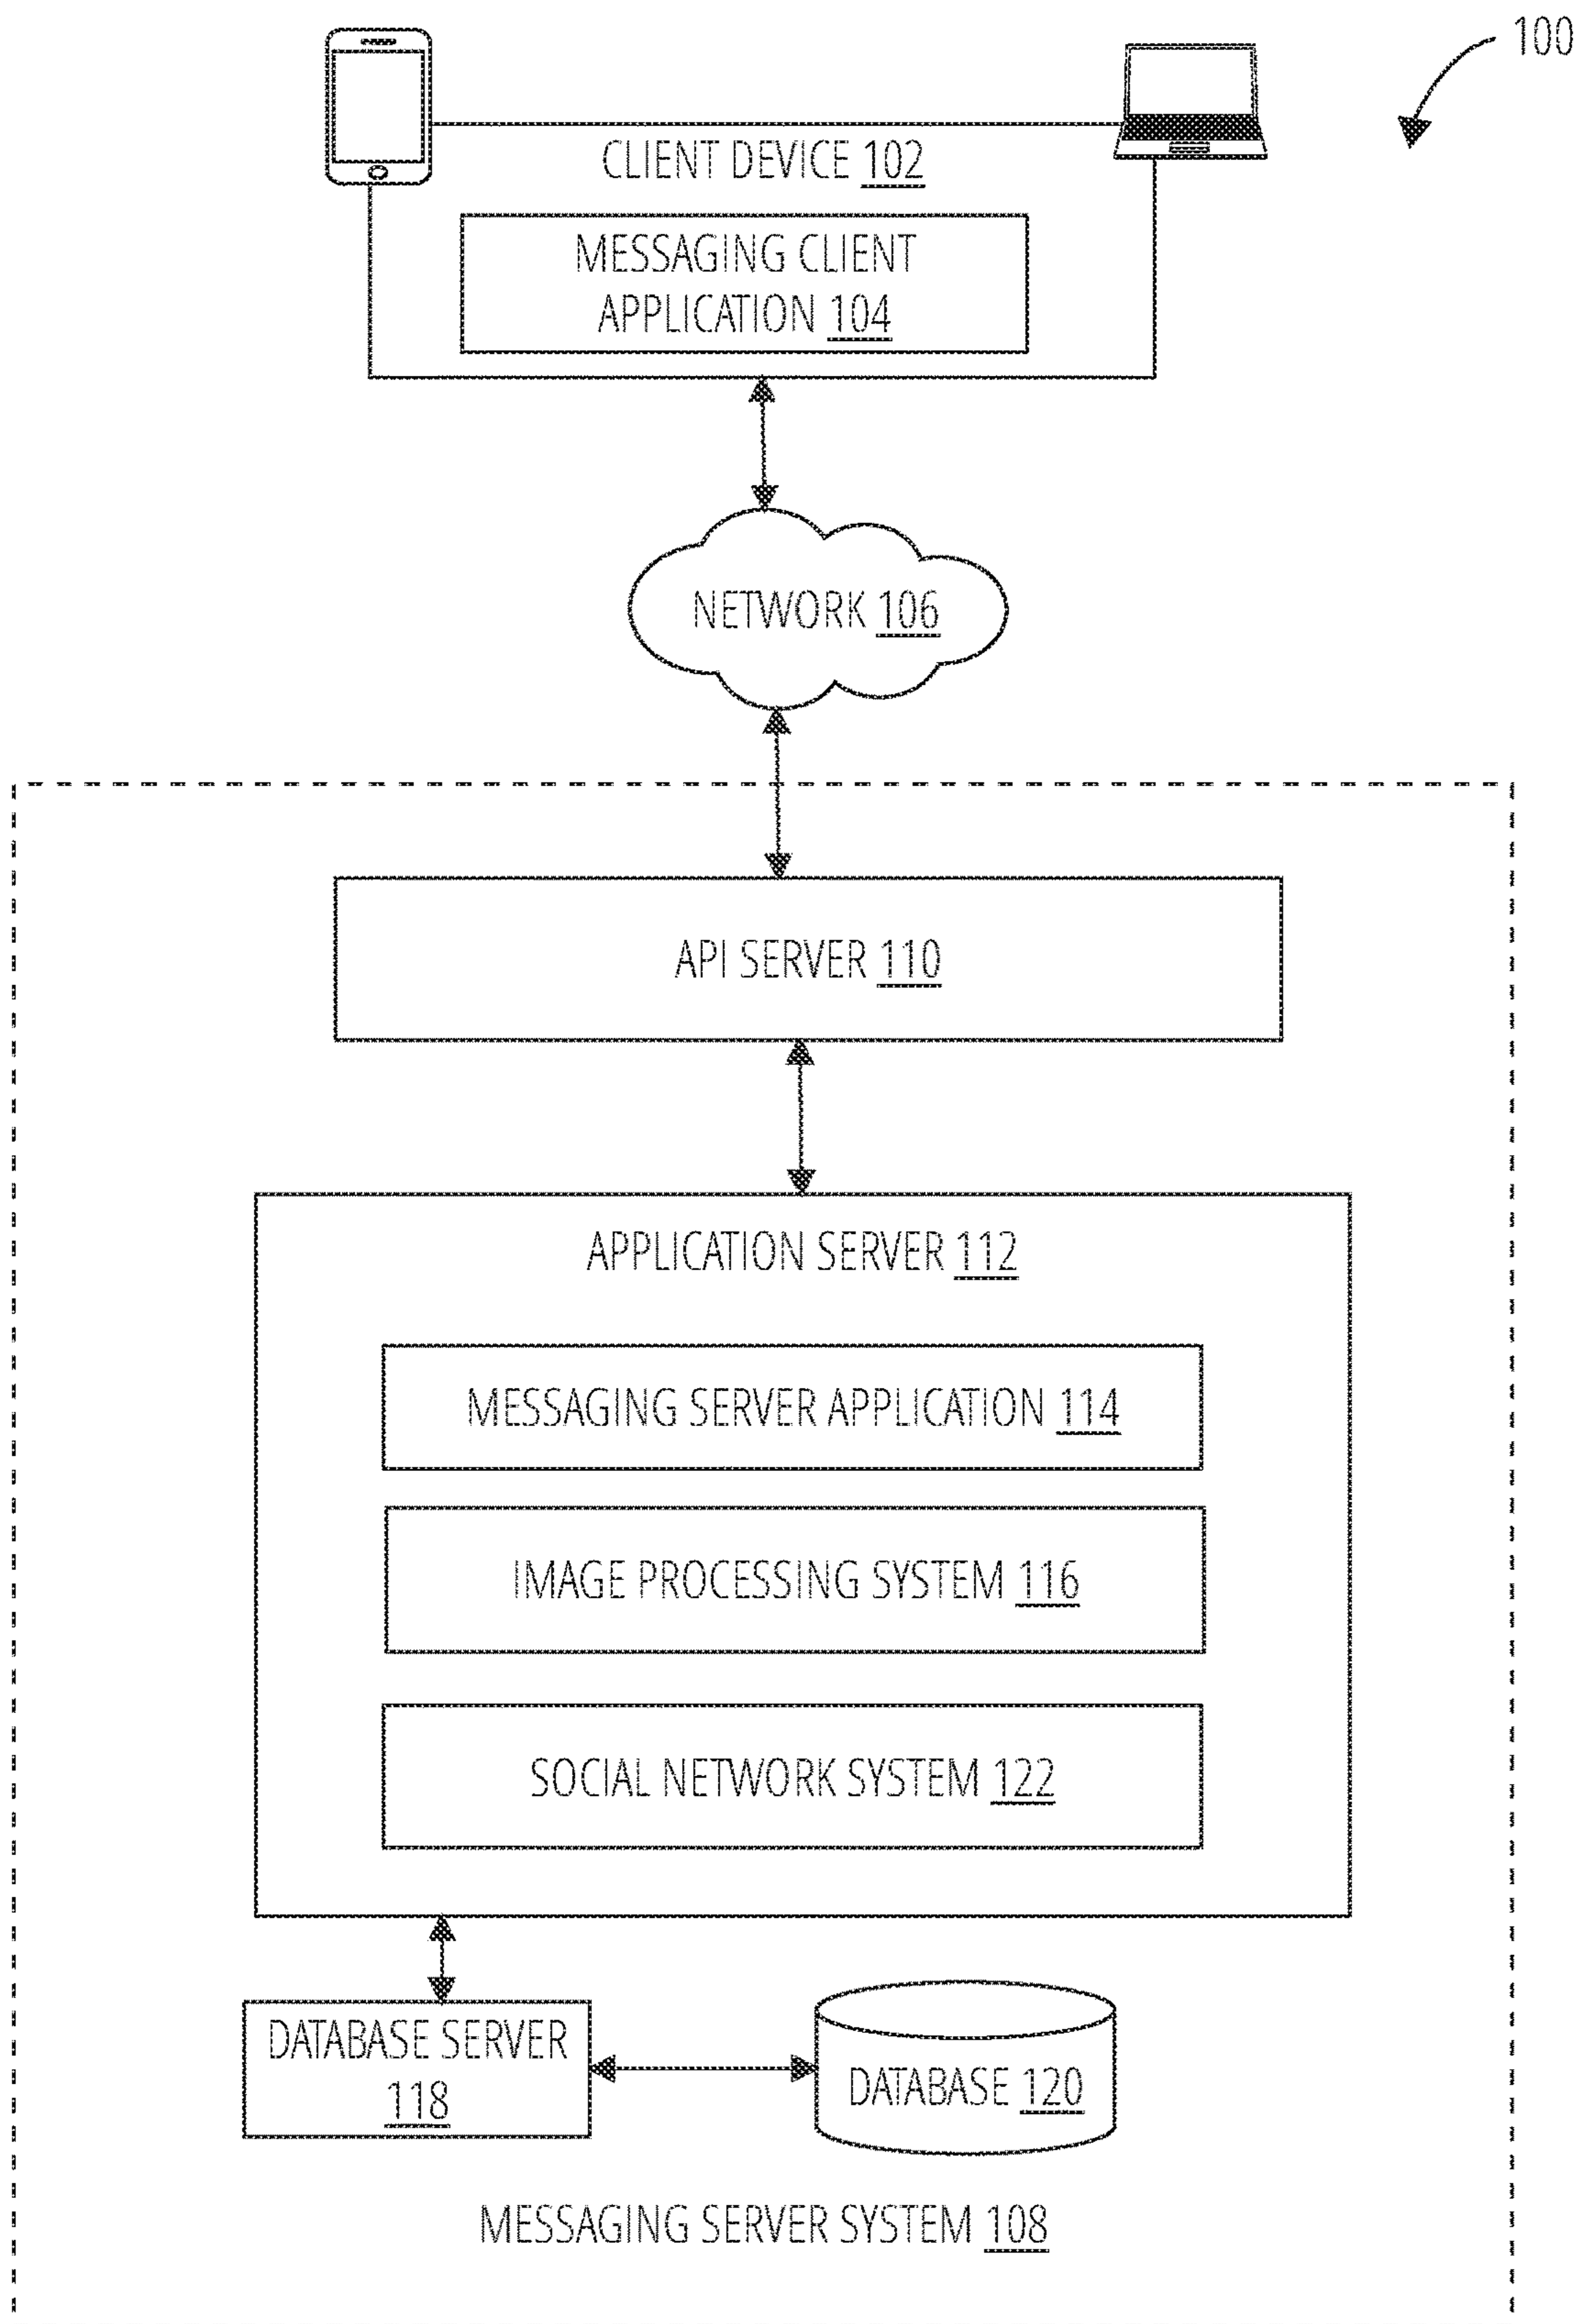 100
CLIENT DEVICE 102
MESSAGING CLIENT
APPLICATION 104
NETWORK 106
API SERVER 110
APPLICATION SERVER 112
MESSAGING SERVER APPLICATION 114
IMAGE PROCESSING SYSTEM 116
SOCIAL NETWORK SYSTEM 122
DATABASE SERVER
118
DATABASE 120
MESSAGING SERVER SYSTEM 108